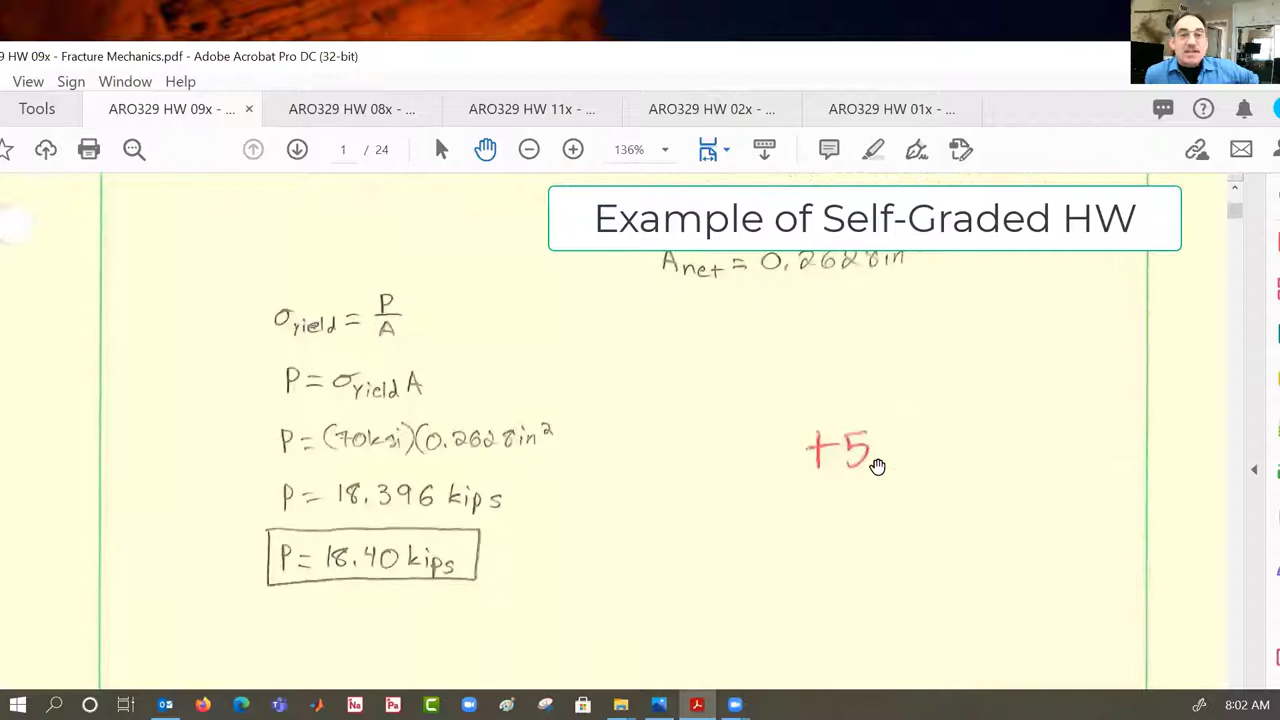 9 HW 09x - Fracture Mechanics.pdf - Adobe Acrobat Pro DC (32-bit)
View Sign Window Help
Tools ARO329 HW 09x - ... × ARO329 HW 08x - ... ARO329 HW 11x - ... ARO329 HW 02x - ... ARO329 HW 01x - ...
1 / 24 136%
Example of Self-Graded HW
Anet = 0.2628in
σyield = P/A
P = σyield A
P = (70ksi)(0.2628in²
P = 18.396 kips
P = 18.40 kips
+5
Na Pa C 8:02 AM